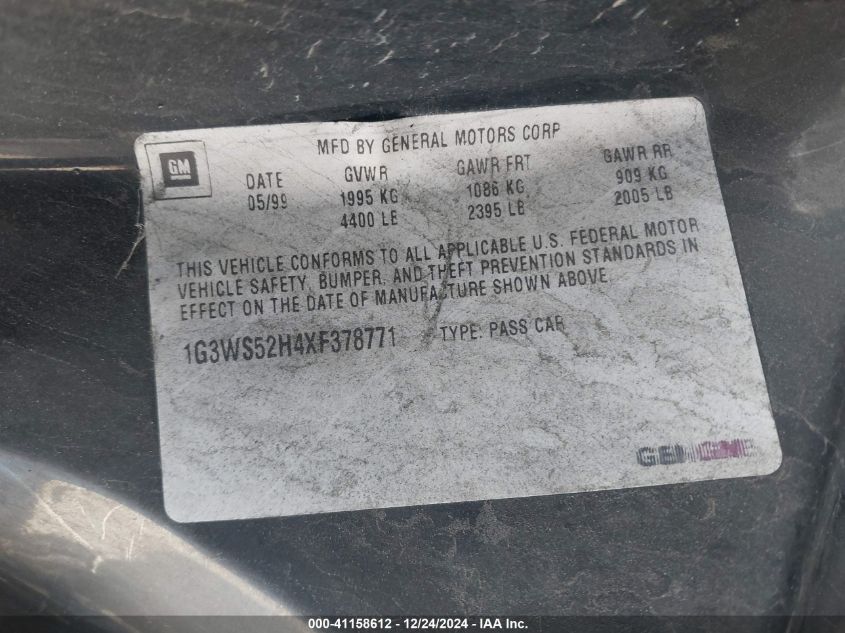 MFD BY GENERAL MOTORS CORP
GM
DATE GVWR GAWR FRT GAWR RR
05/99 1995 KG 1086 KG 909 KG
4400 LB 2395 LB 2005 LB
THIS VEHICLE CONFORMS TO ALL APPLICABLE U.S. FEDERAL MOTOR
VEHICLE SAFETY, BUMPER, AND THEFT PREVENTION STANDARDS IN
EFFECT ON THE DATE OF MANUFACTURE SHOWN ABOVE.
1G3WS52H4XF378771 TYPE: PASS CAR
GENUINE
000-41158612 - 12/24/2024 - IAA Inc.